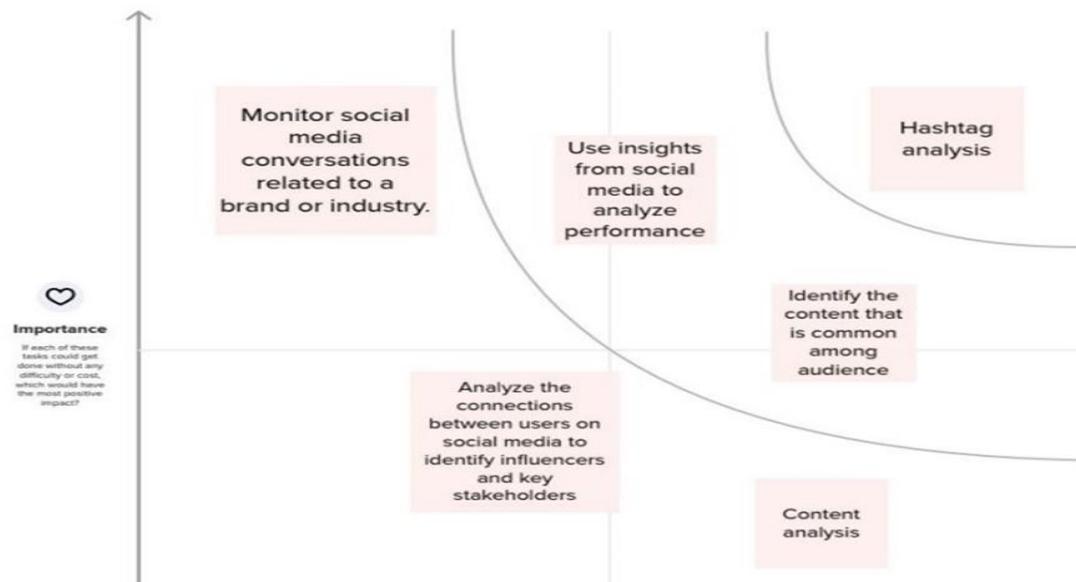 Monitor social
media
conversations
related to a
brand or industry.
Use insights
from social
media to
analyze
performance
Hashtag
analysis
Importance
If each of these
tasks could get
done without any
difficulty or cost,
which would have
the most positive
impact?
Identify the
content that
is common
among
audience
Analyze the
connections
between users on
social media to
identify influencers
and key
stakeholders
Content
analysis